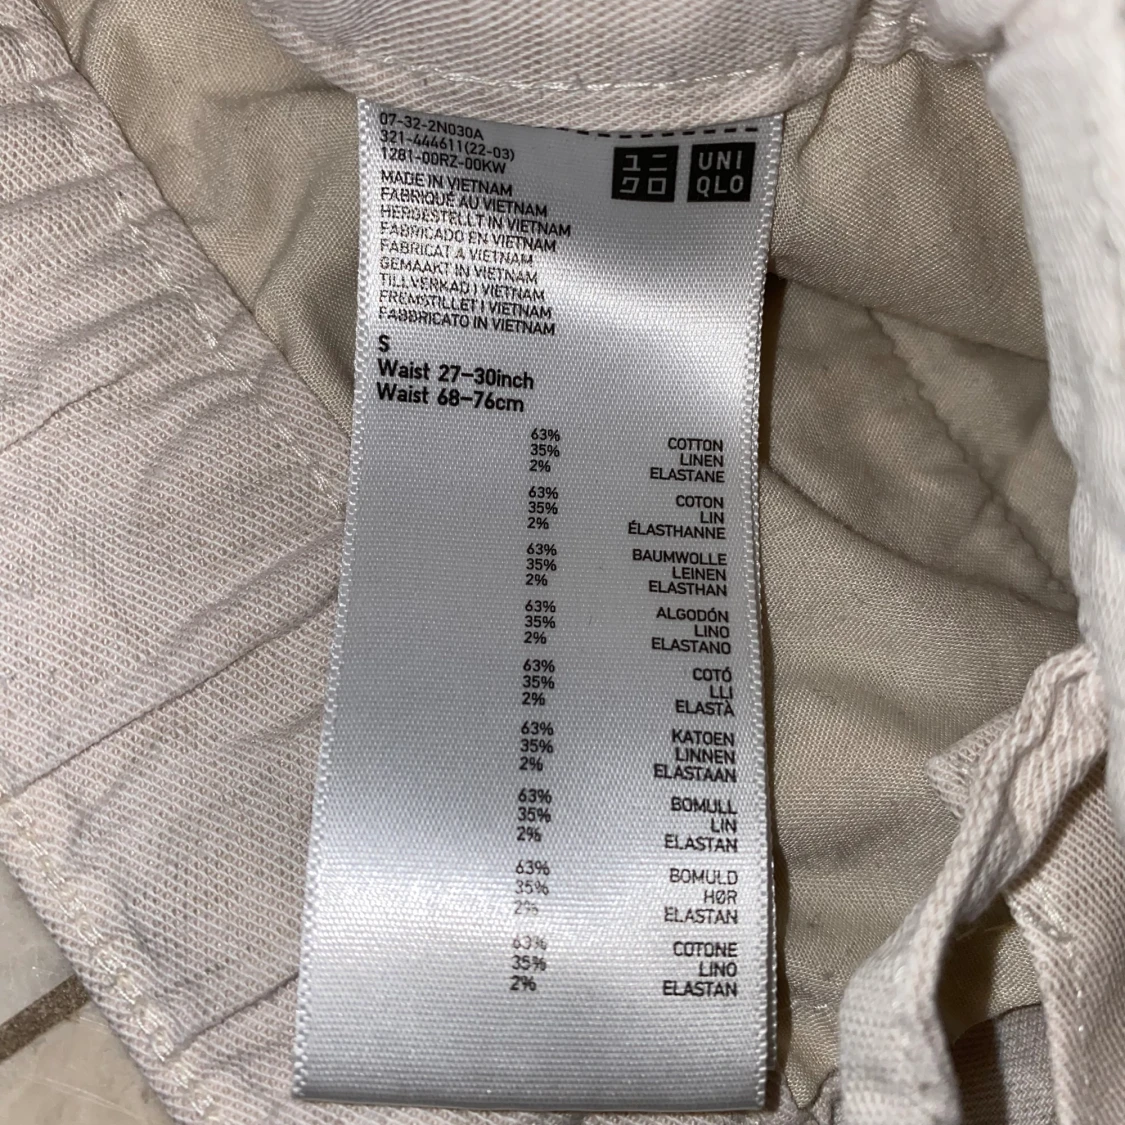 07-32-2N030A
321-444611(22-03)
1281-00RZ-00KW
ユニ
クロ
UNI
QLO
MADE IN VIETNAM
FABRIQUÉ AU VIETNAM
HERGESTELLT IN VIETNAM
FABRICADO EN VIETNAM
FABRICAT A VIETNAM
GEMAAKT IN VIETNAM
TILLVERKAD I VIETNAM
FREMSTILLET I VIETNAM
FABBRICATO IN VIETNAM
S
Waist 27-30inch
Waist 68-76cm
63% COTTON
35% LINEN
2% ELASTANE
63% COTON
35% LIN
2% ÉLASTHANNE
63% BAUMWOLLE
35% LEINEN
2% ELASTHAN
63% ALGODÓN
35% LINO
2% ELASTANO
63% COTÓ
35% LLI
2% ELASTÀ
63% KATOEN
35% LINNEN
2% ELASTAAN
63% BOMULL
35% LIN
2% ELASTAN
63% BOMULD
35% HØR
2% ELASTAN
63% COTONE
35% LINO
2% ELASTAN